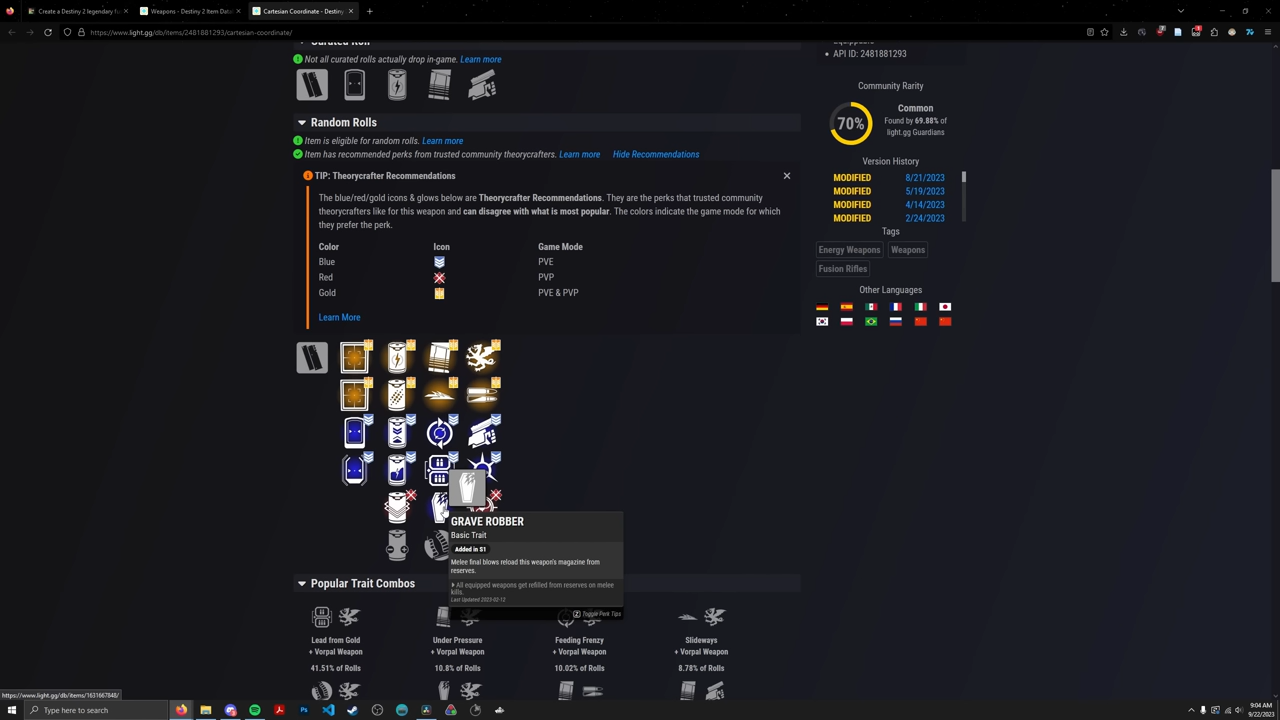 Create a Destiny 2 legendary fu
Weapons - Destiny 2 Item Data
Cartesian Coordinate - Destiny
https://www.light.gg/db/items/2481881293/cartesian-coordinate/
Curated Roll
Not all curated rolls actually drop in-game. Learn more
Random Rolls
Item is eligible for random rolls. Learn more
Item has recommended perks from trusted community theorycrafters. Learn more Hide Recommendations
TIP: Theorycrafter Recommendations
The blue/red/gold icons & glows below are Theorycrafter Recommendations. They are the perks that trusted community
theorycrafters like for this weapon and can disagree with what is most popular. The colors indicate the game mode for which
they prefer the perk.
Color Icon Game Mode
Blue PVE
Red PVP
Gold PVE & PVP
Learn More
GRAVE ROBBER
Basic Trait
Added in S1
Melee final blows reload this weapon's magazine from
reserves.
All equipped weapons get refilled from reserves on melee
kills.
Last Updated 2023-02-12
Z Toggle Perk Tips
Popular Trait Combos
Lead from Gold
+ Vorpal Weapon
41.51% of Rolls
Under Pressure
+ Vorpal Weapon
10.8% of Rolls
Feeding Frenzy
+ Vorpal Weapon
10.02% of Rolls
Slideways
+ Vorpal Weapon
8.78% of Rolls
Equippable
API ID: 2481881293
Community Rarity
70%
Common
Found by 69.88% of
light.gg Guardians
Version History
MODIFIED 8/21/2023
MODIFIED 5/19/2023
MODIFIED 4/14/2023
MODIFIED 2/24/2023
Tags
Energy Weapons
Weapons
Fusion Rifles
Other Languages
https://www.light.gg/db/items/1631667848/
Type here to search
9:04 AM
9/22/2023